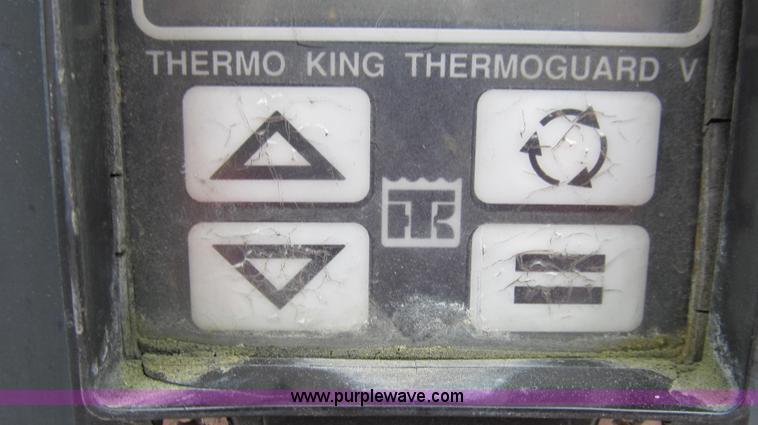 THERMO KING THERMOGUARD V
TK
www.purplewave.com